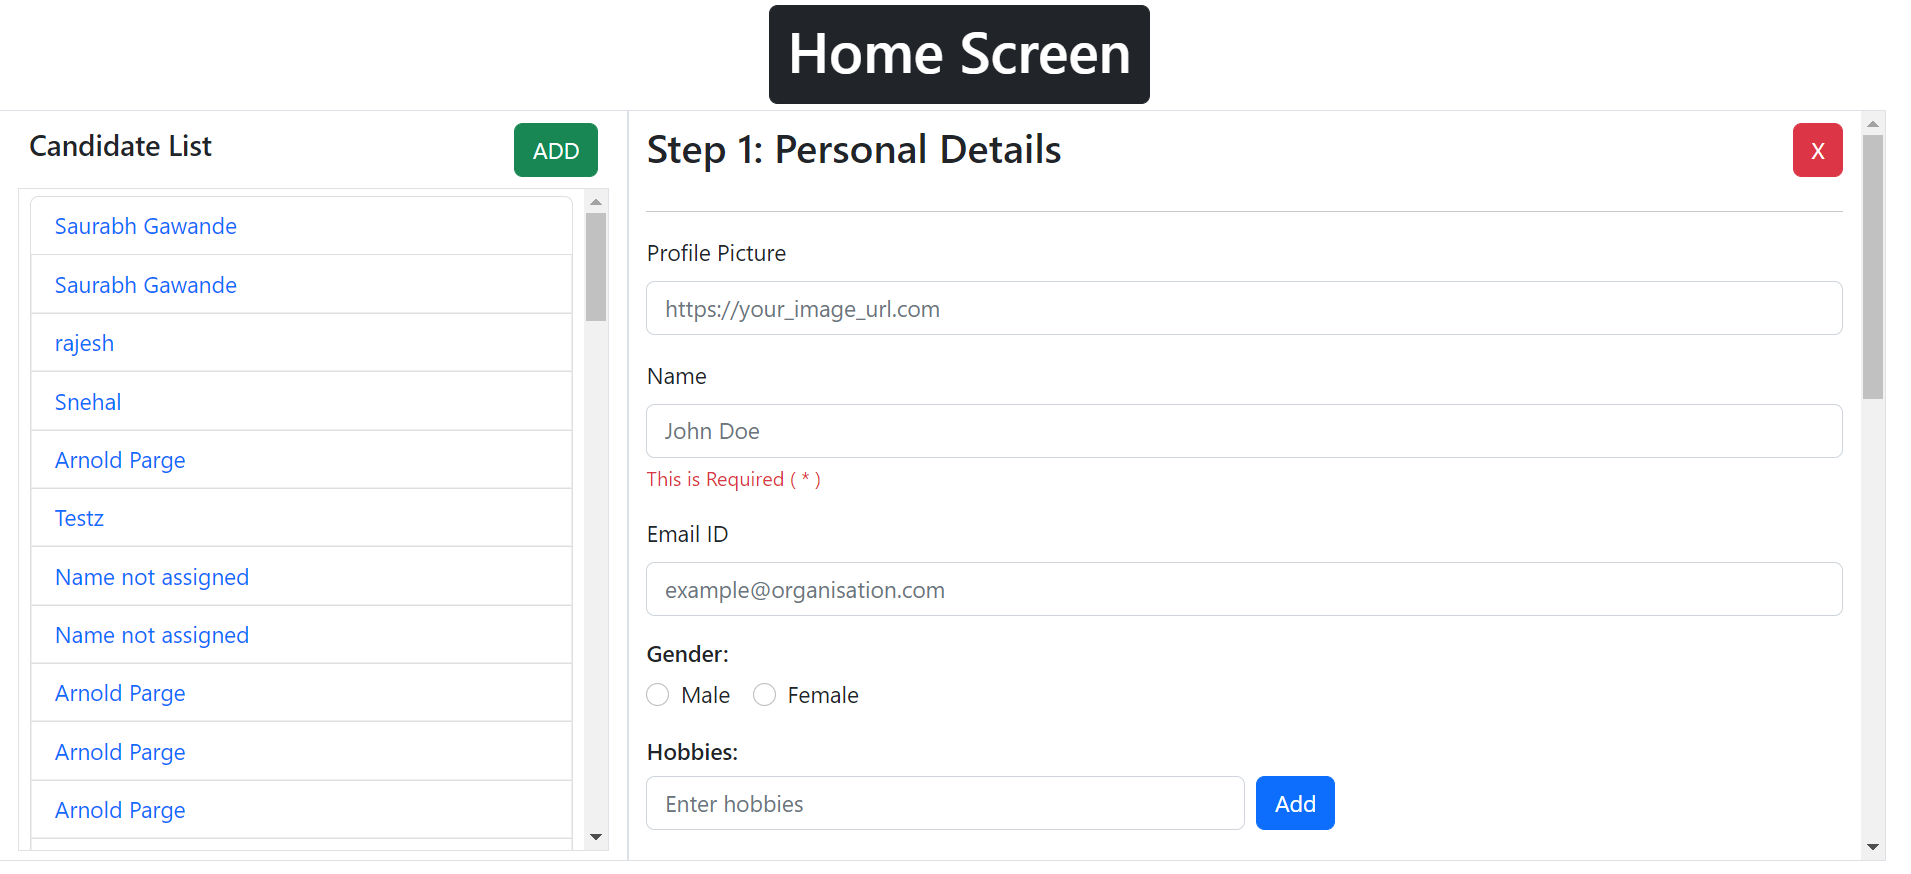 Home Screen
Candidate List
ADD
Saurabh Gawande
Saurabh Gawande
rajesh
Snehal
Arnold Parge
Testz
Name not assigned
Name not assigned
Arnold Parge
Arnold Parge
Arnold Parge
Step 1: Personal Details
X
Profile Picture
https://your_image_url.com
Name
John Doe
This is Required ( * )
Email ID
example@organisation.com
Gender:
Male Female
Hobbies:
Enter hobbies Add